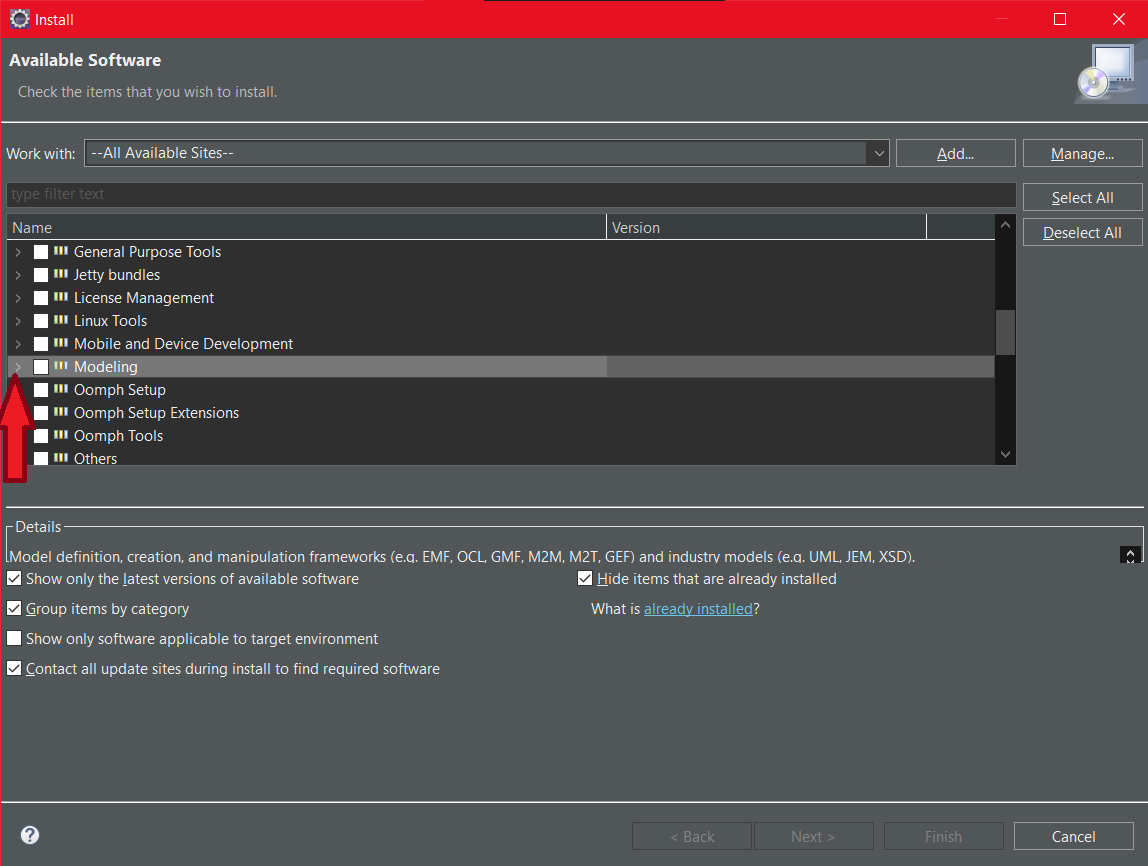 Install
Available Software
Check the items that you wish to install.
Work with: --All Available Sites-- Add... Manage...
type filter text Select All
Name Version Deselect All
General Purpose Tools
Jetty bundles
License Management
Linux Tools
Mobile and Device Development
Modeling
Oomph Setup
Oomph Setup Extensions
Oomph Tools
Others
Details
Model definition, creation, and manipulation frameworks (e.g. EMF, OCL, GMF, M2M, M2T, GEF) and industry models (e.g. UML, JEM, XSD).
Show only the latest versions of available software Hide items that are already installed
Group items by category What is already installed?
Show only software applicable to target environment
Contact all update sites during install to find required software
? < Back Next > Finish Cancel